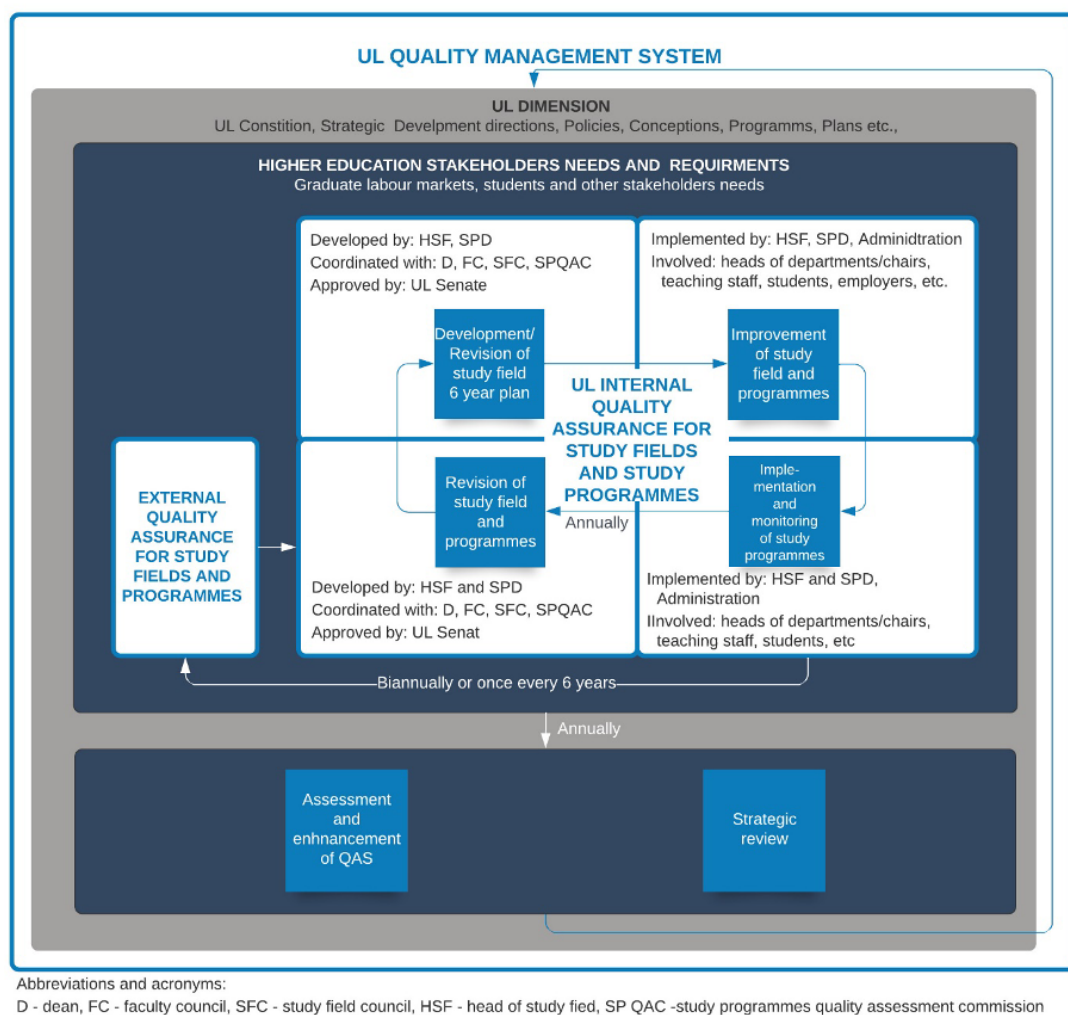 UL QUALITY MANAGEMENT SYSTEM
UL DIMENSION
UL Constition, Strategic Develpment directions, Policies, Conceptions, Programms, Plans etc.,
HIGHER EDUCATION STAKEHOLDERS NEEDS AND REQUIRMENTS
Graduate labour markets, students and other stakeholders needs
Developed by: HSF, SPD
Coordinated with: D, FC, SFC, SPQAC
Approved by: UL Senate
Implemented by: HSF, SPD, Adminidtration
Involved: heads of departments/chairs,
teaching staff, students, employers, etc.
Development/
Revision of
study field
6 year plan
Improvement
of study
field and
programmes
UL INTERNAL
QUALITY
ASSURANCE FOR
STUDY FIELDS
AND STUDY
PROGRAMMES
EXTERNAL
QUALITY
ASSURANCE
FOR STUDY
FIELDS AND
PROGRAMMES
Revision of
study field
and
programmes
Annually
Imple-
mentation
and
monitoring
of study
programmes
Developed by: HSF and SPD
Coordinated with: D, FC, SFC, SPQAC
Approved by: UL Senat
Implemented by: HSF and SPD,
Administration
IInvolved: heads of departments/chairs,
teaching staff, students, etc
Biannually or once every 6 years
Annually
Assessment
and
enhnancement
of QAS
Strategic
review
Abbreviations and acronyms:
D - dean, FC - faculty council, SFC - study field council, HSF - head of study fied, SP QAC -study programmes quality assessment commission